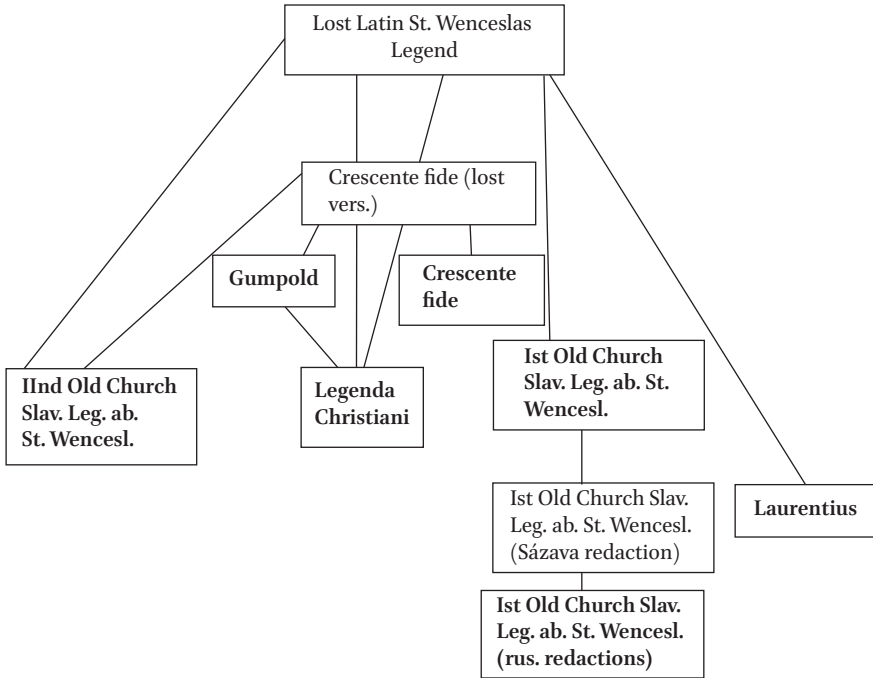 Lost Latin St. Wenceslas
Legend
Crescente fide (lost
vers.)
Gumpold
Crescente
fide
IInd Old Church
Slav. Leg. ab.
St. Wencesl.
Legenda
Christiani
Ist Old Church
Slav. Leg. ab. St.
Wencesl.
Ist Old Church Slav.
Leg. ab. St. Wencesl.
(Sázava redaction)
Laurentius
Ist Old Church Slav.
Leg. ab. St. Wencesl.
(rus. redactions)